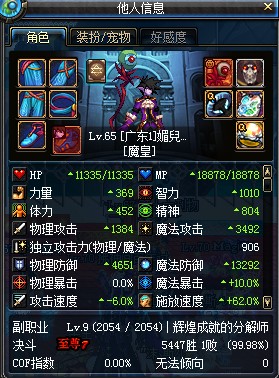 他人信息
角色 装扮/宠物 好感度
Lv.65 [广东1]媚兒...
[魔皇]
HP 11335/11335 MP 18878/18878
力量 369 智力 1010
体力 452 精神 804
物理攻击 1384 魔法攻击 3492
独立攻击力(物理/魔法) 906
物理防御 4651 魔法防御 13292
物理暴击 0.0% 魔法暴击 +10.0%
攻击速度 -6.0% 施放速度 +62.0%
副职业 Lv.9 (2054 / 2054) | 辉煌成就的分解师
决斗 至尊7 5447胜 1败 (99.98%)
COP指数 0.00% 无法倾向 0